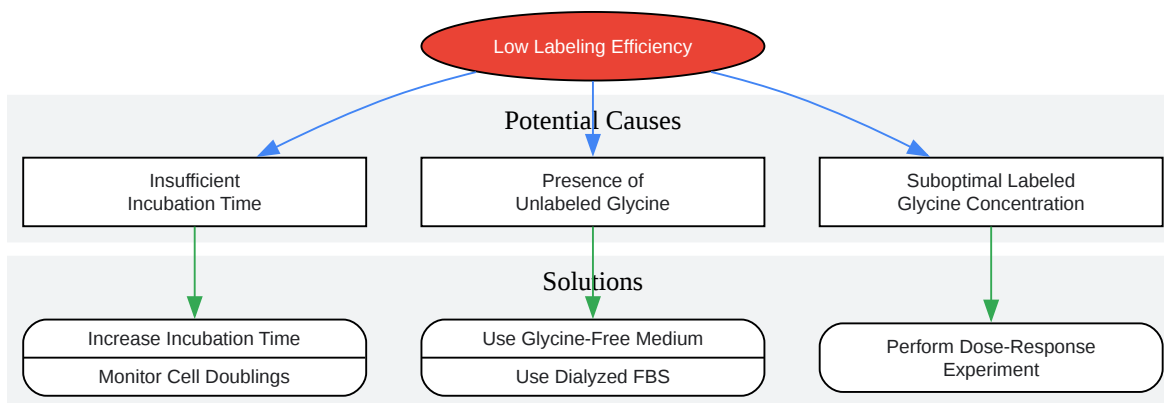 Low Labeling Efficiency
Potential Causes
Insufficient
Incubation Time
Presence of
Unlabeled Glycine
Suboptimal Labeled
Glycine Concentration
Solutions
Increase Incubation Time
Monitor Cell Doublings
Use Glycine-Free Medium
Use Dialyzed FBS
Perform Dose-Response
Experiment